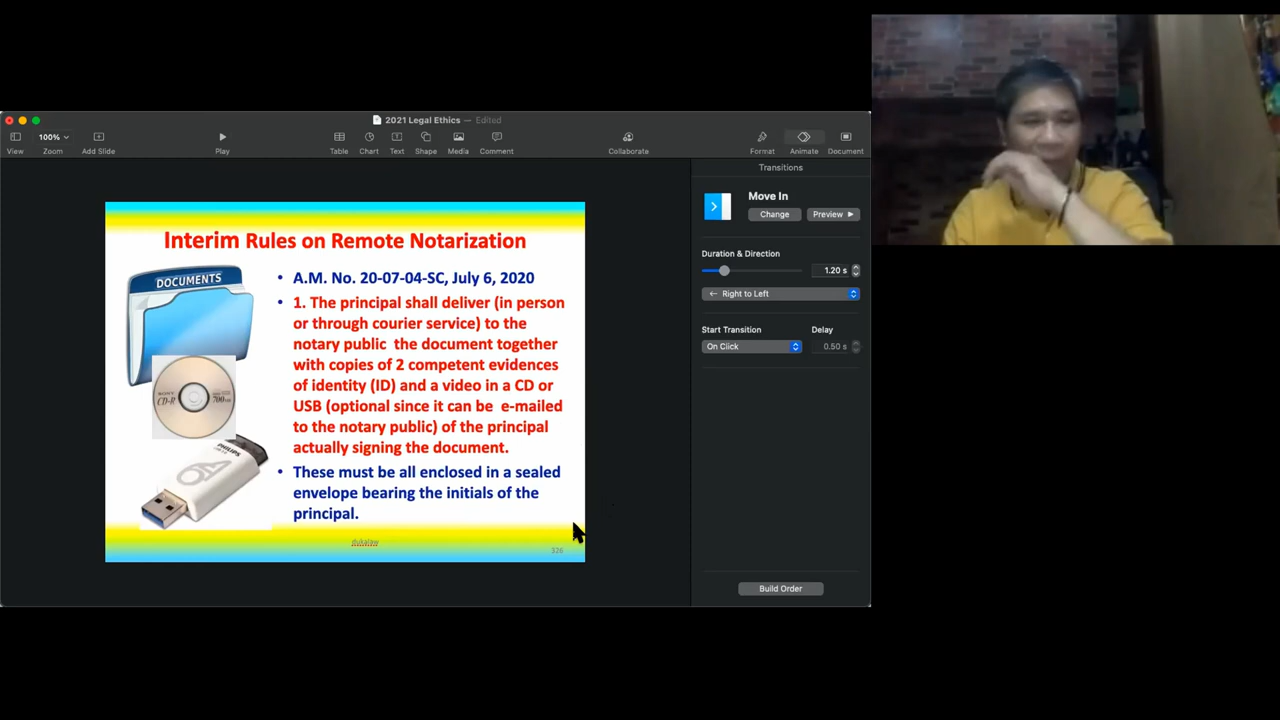 2021 Legal Ethics — Edited
100%
View
Zoom
Add Slide
Play
Table
Chart
Text
Shape
Media
Comment
Collaborate
Format
Animate
Document
Transitions
Move In
Change
Preview
Duration & Direction
1.20 s
Right to Left
Start Transition
Delay
On Click
0.50 s
Build Order
Interim Rules on Remote Notarization
DOCUMENTS
SONY
CD-R
700
PHILIPS
64
• A.M. No. 20-07-04-SC, July 6, 2020
• 1. The principal shall deliver (in person
or through courier service) to the
notary public the document together
with copies of 2 competent evidences
of identity (ID) and a video in a CD or
USB (optional since it can be e-mailed
to the notary public) of the principal
actually signing the document.
• These must be all enclosed in a sealed
envelope bearing the initials of the
principal.
326